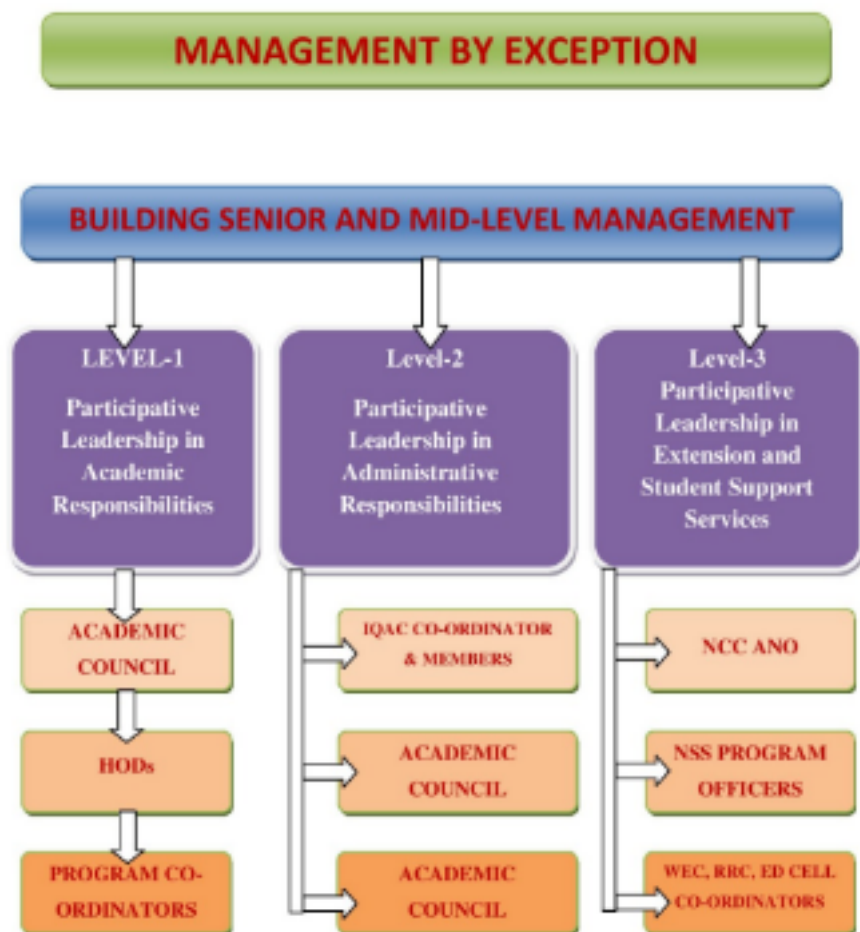 MANAGEMENT BY EXCEPTION
BUILDING SENIOR AND MID-LEVEL MANAGEMENT
LEVEL-1
Participative
Leadership in
Academic
Responsibilities
Level-2
Participative
Leadership in
Administrative
Responsibilities
Level-3
Participative
Leadership in
Extension and
Student Support
Services
ACADEMIC
COUNCIL
HODs
PROGRAM CO-
ORDINATORS
IQAC CO-ORDINATOR
& MEMBERS
ACADEMIC
COUNCIL
ACADEMIC
COUNCIL
NCC ANO
NSS PROGRAM
OFFICERS
WEC, RRC, ED CELL
CO-ORDINATORS